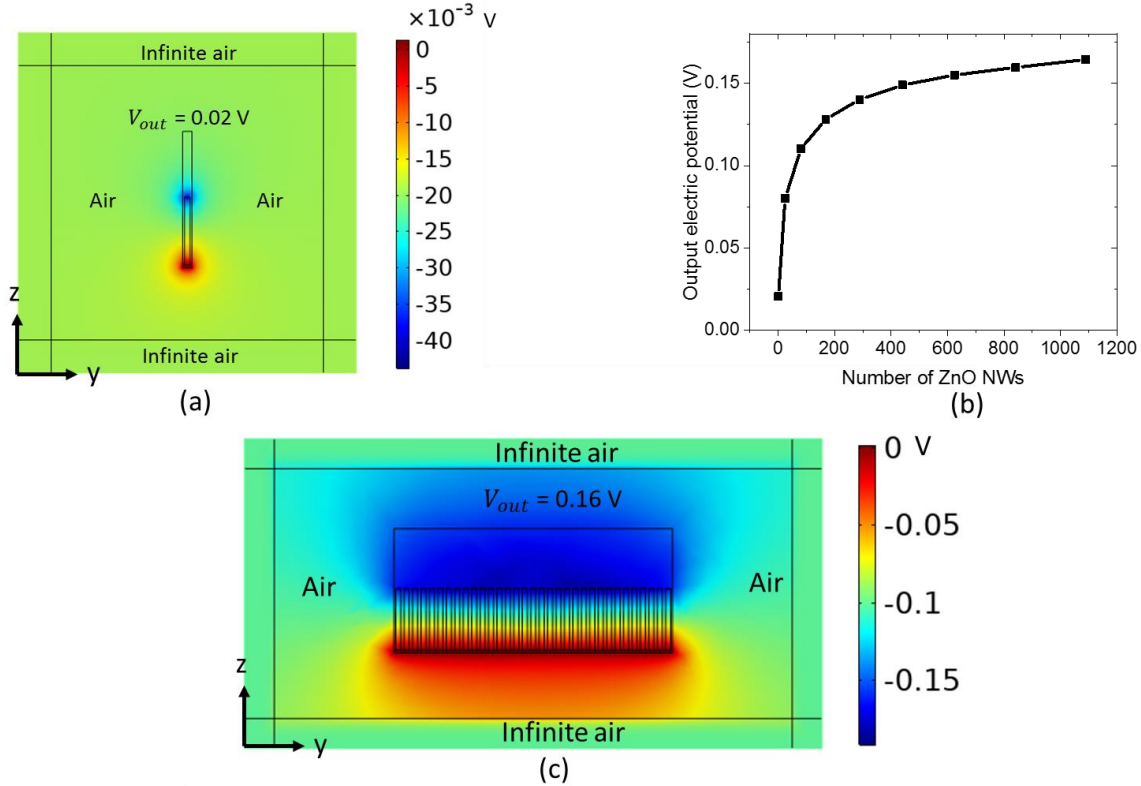 ×10⁻³ V
Infinite air
0
V_out = 0.02 V
-5
-10
-15
Air
Air
-20
-25
-30
z
-35
Infinite air
-40
y
(a)
0.15
0.10
0.05
0.00
Output electric potential (V)
0
200
400
600
800
1000
1200
Number of ZnO NWs
(b)
Infinite air
0 V
V_out = 0.16 V
-0.05
Air
Air
-0.1
z
-0.15
Infinite air
y
(c)